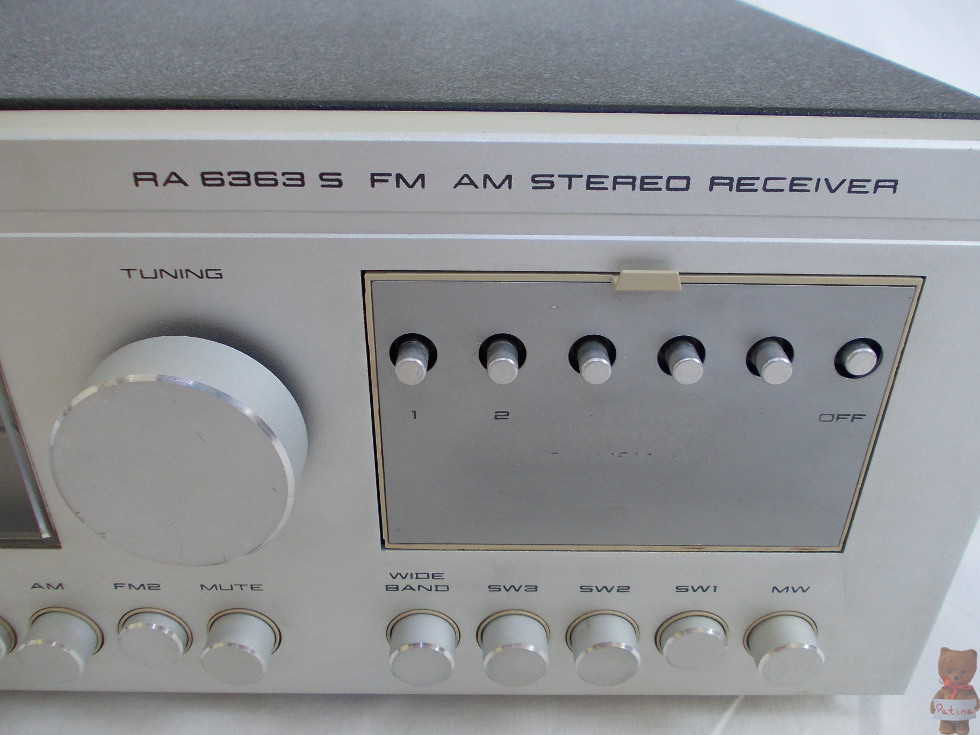 RA 6363 S FM AM STEREO RECEIVER
TUNING
1 2 OFF
AM FM2 MUTE WIDE BAND SW3 SW2 SW1 MW
Patina